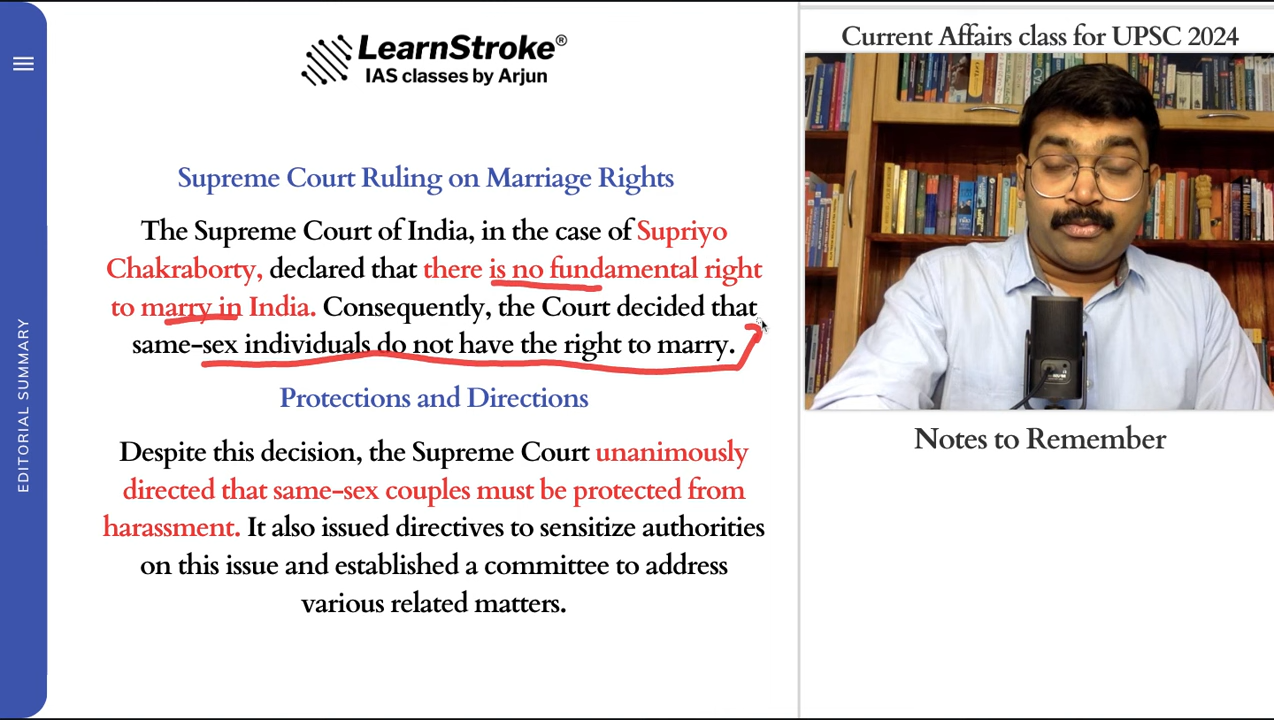 LearnStroke®
IAS classes by Arjun
Supreme Court Ruling on Marriage Rights
The Supreme Court of India, in the case of Supriyo
Chakraborty, declared that there is no fundamental right
to marry in India. Consequently, the Court decided that
same-sex individuals do not have the right to marry.
Protections and Directions
Despite this decision, the Supreme Court unanimously
directed that same-sex couples must be protected from
harassment. It also issued directives to sensitize authorities
on this issue and established a committee to address
various related matters.
EDITORIAL SUMMARY
Current Affairs class for UPSC 2024
Notes to Remember